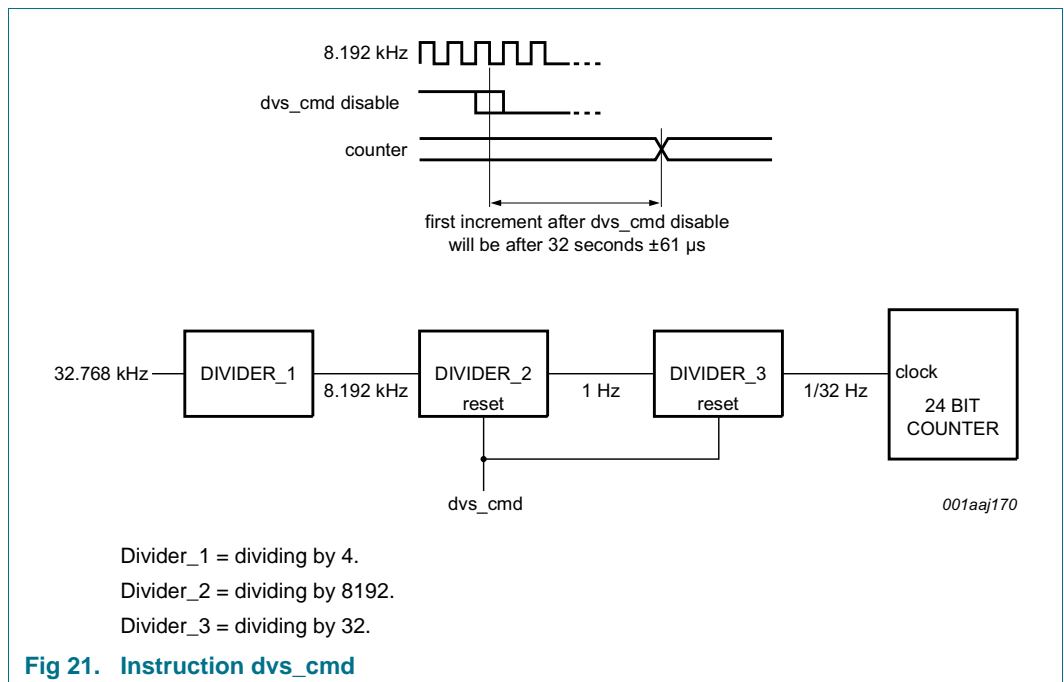 8.192 kHz
dvs_cmd disable
counter
first increment after dvs_cmd disable
will be after 32 seconds ±61 μs
32.768 kHz
DIVIDER_1
8.192 kHz
DIVIDER_2
reset
1 Hz
DIVIDER_3
reset
1/32 Hz
clock
24 BIT
COUNTER
dvs_cmd
001aaj170
Divider_1 = dividing by 4.
Divider_2 = dividing by 8192.
Divider_3 = dividing by 32.
Fig 21. Instruction dvs_cmd